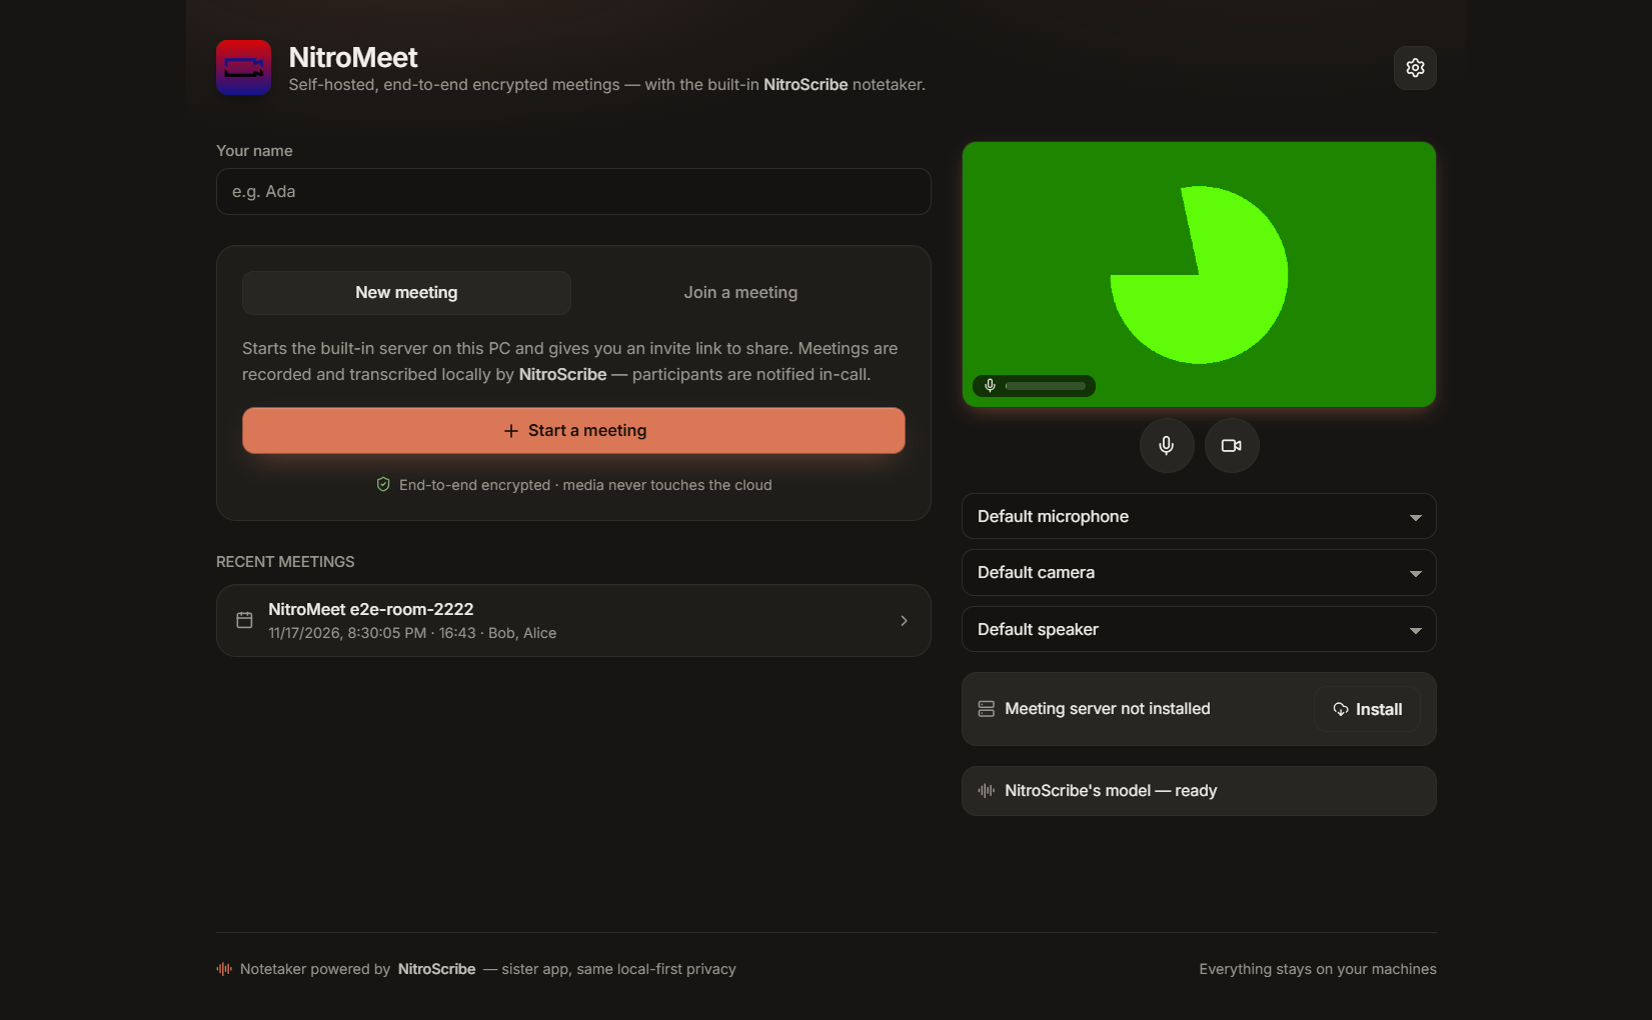 NitroMeet
Self-hosted, end-to-end encrypted meetings — with the built-in NitroScribe notetaker.
Your name
e.g. Ada
New meeting
Join a meeting
Starts the built-in server on this PC and gives you an invite link to share. Meetings are
recorded and transcribed locally by NitroScribe — participants are notified in-call.
Start a meeting
End-to-end encrypted · media never touches the cloud
RECENT MEETINGS
NitroMeet e2e-room-2222
11/17/2026, 8:30:05 PM · 16:43 · Bob, Alice
Default microphone
Default camera
Default speaker
Meeting server not installed
Install
NitroScribe's model — ready
Notetaker powered by NitroScribe — sister app, same local-first privacy
Everything stays on your machines